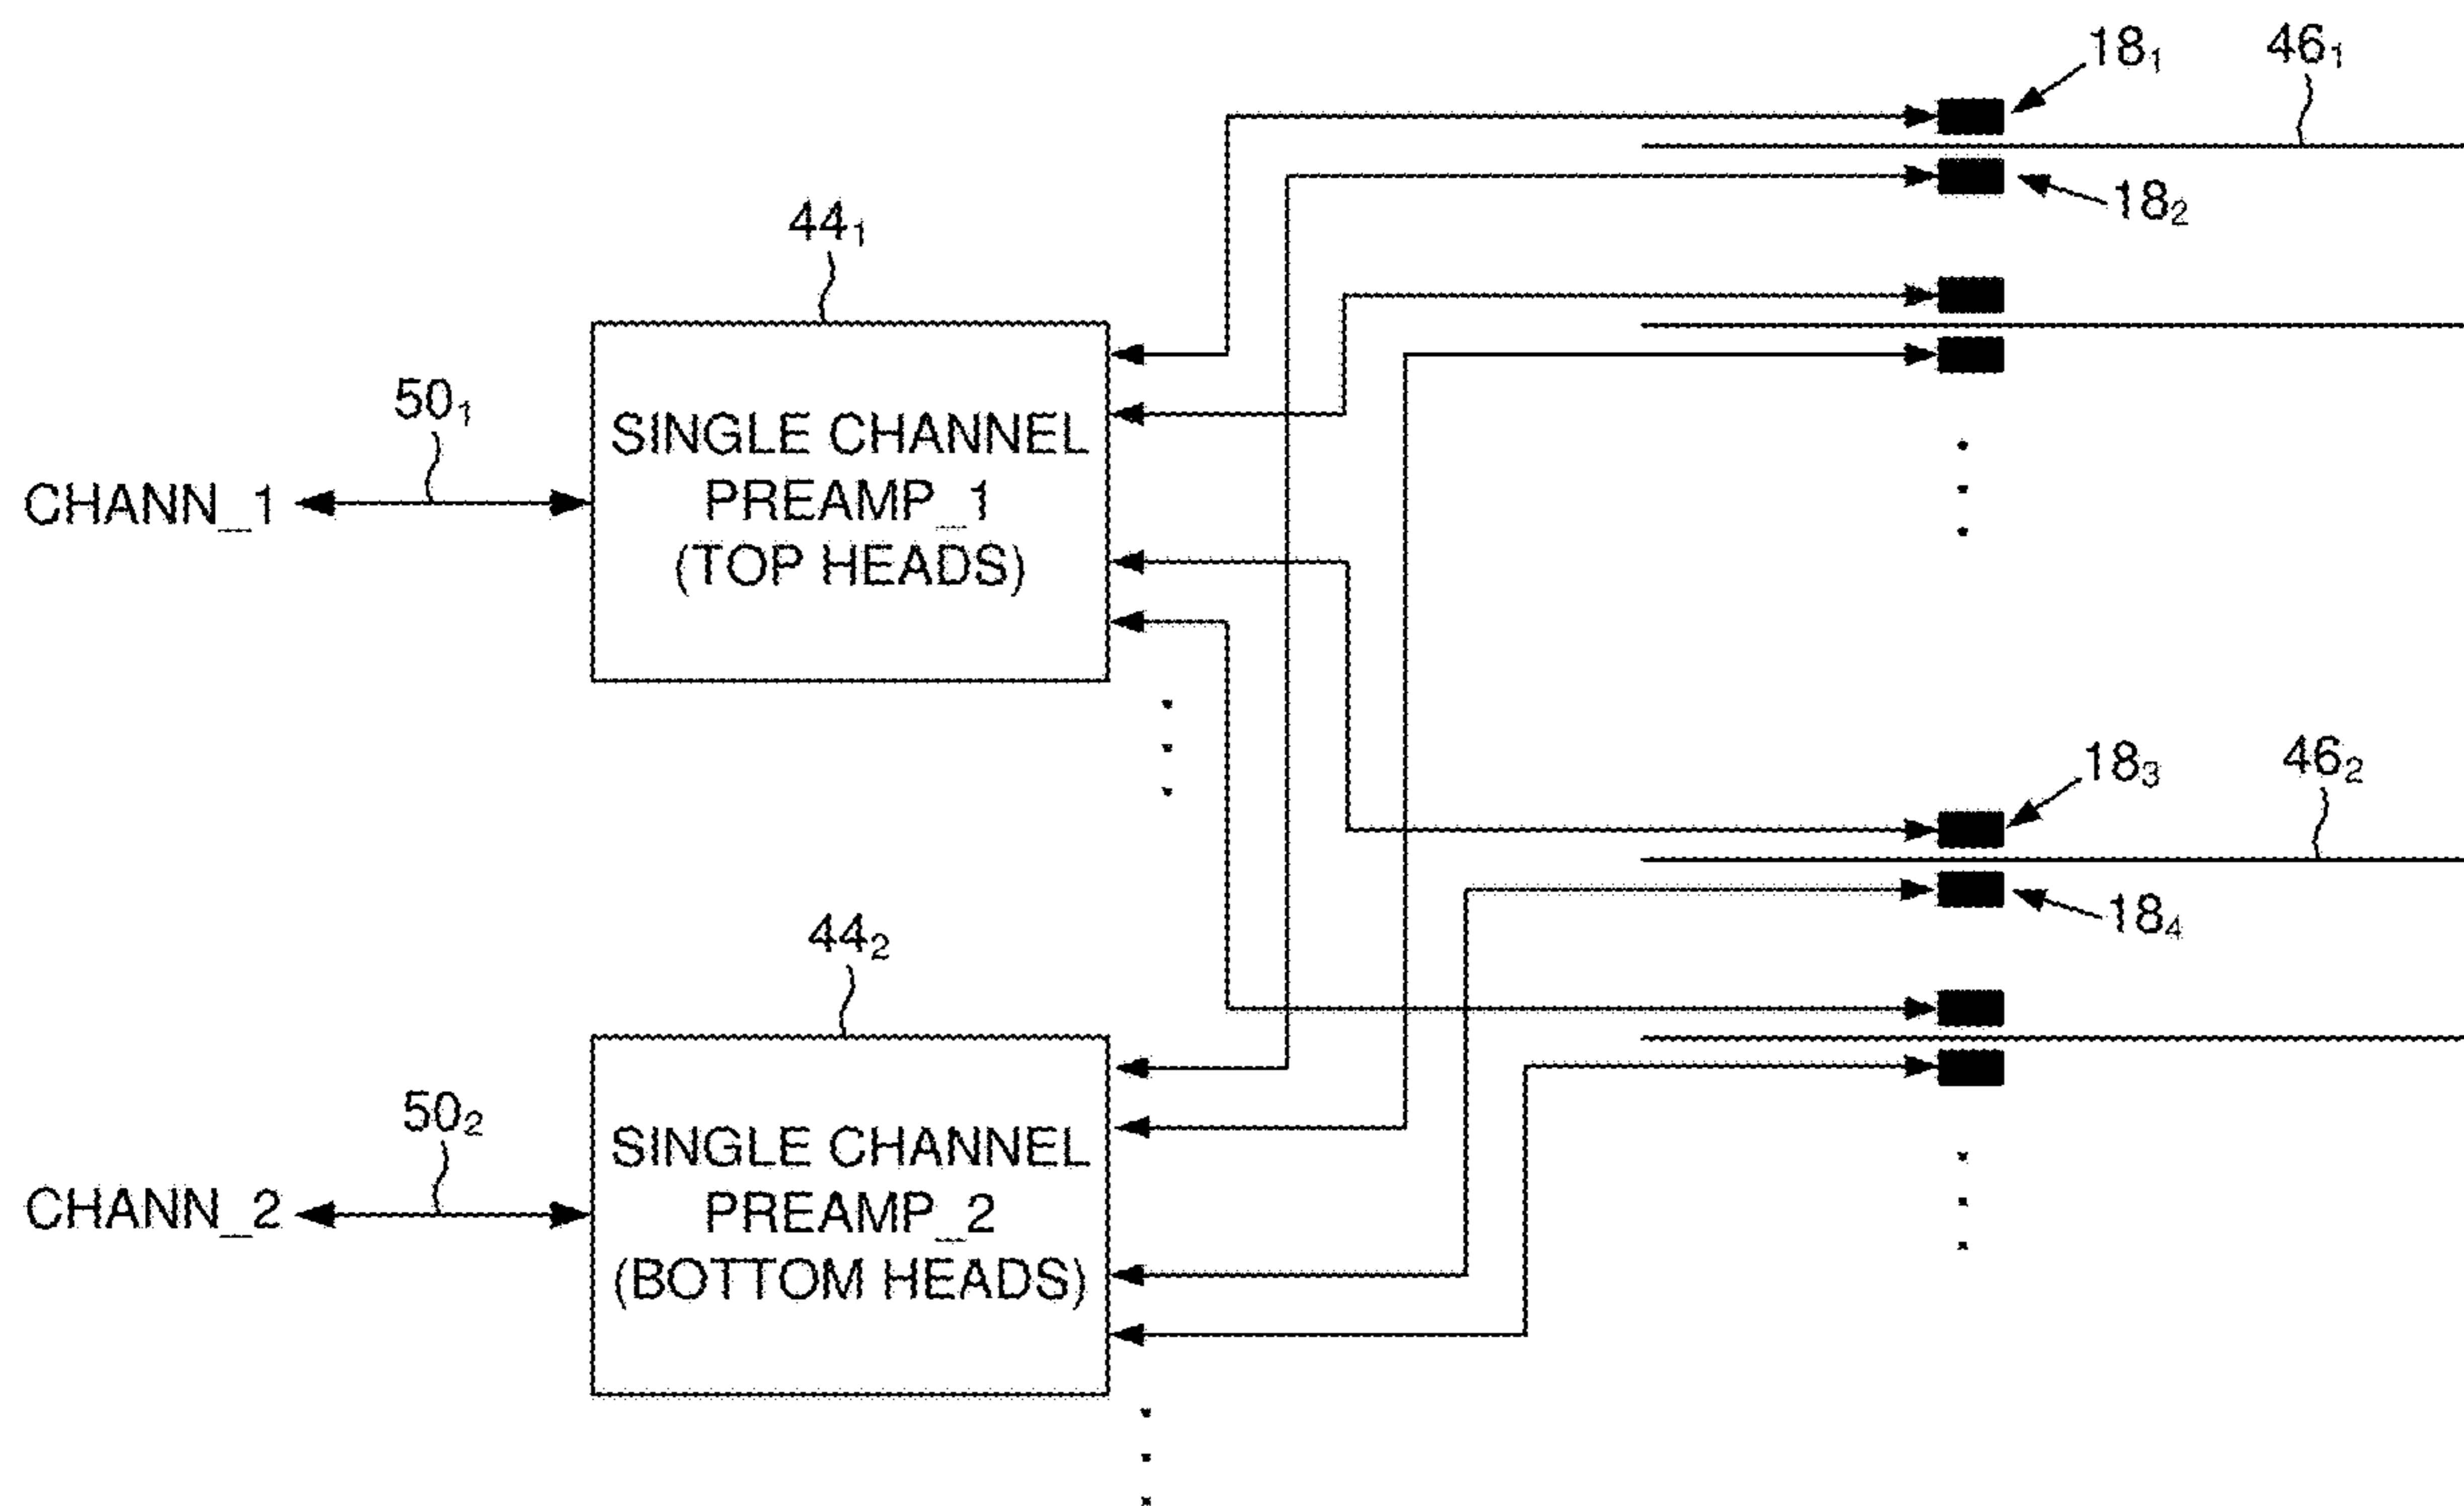 18₁
46₁
18₂
44₁
50₁
SINGLE CHANNEL
PREAMP_1
(TOP HEADS)
CHANN_1
18₃
46₂
18₄
44₂
50₂
SINGLE CHANNEL
PREAMP_2
(BOTTOM HEADS)
CHANN_2